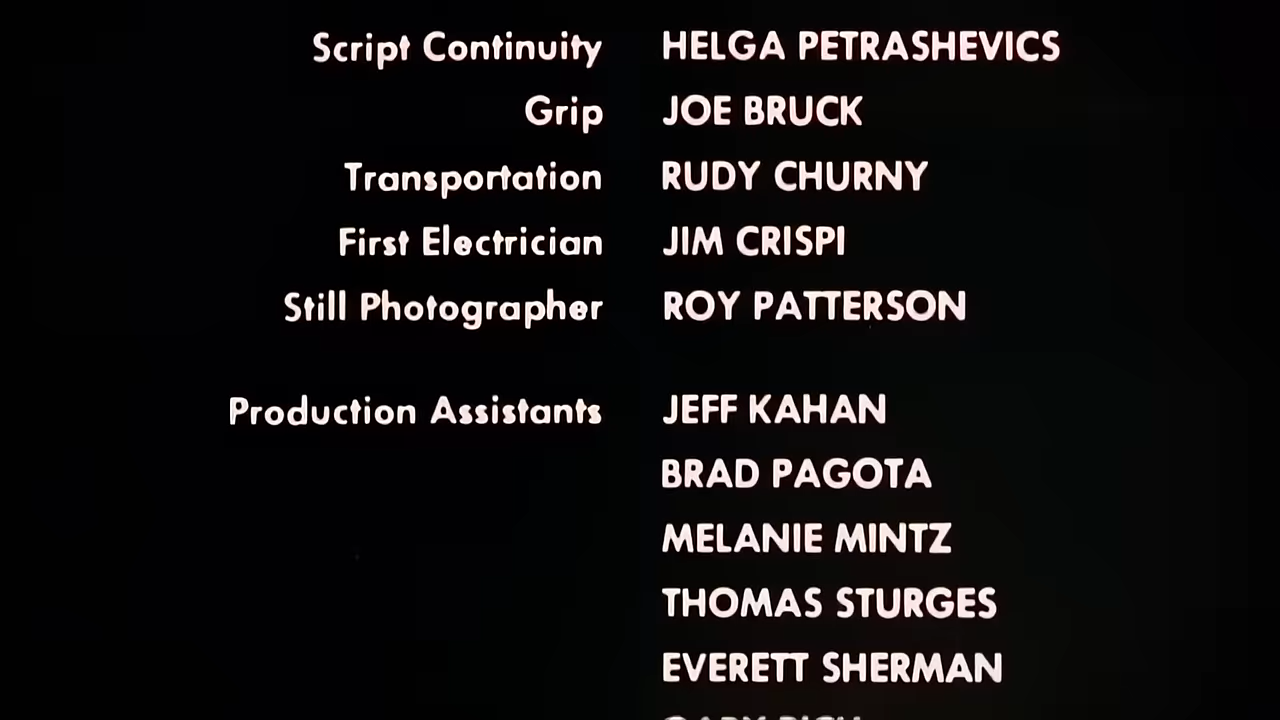 Script Continuity HELGA PETRASHEVICS
Grip JOE BRUCK
Transportation RUDY CHURNY
First Electrician JIM CRISPI
Still Photographer ROY PATTERSON
Production Assistants JEFF KAHAN
BRAD PAGOTA
MELANIE MINTZ
THOMAS STURGES
EVERETT SHERMAN